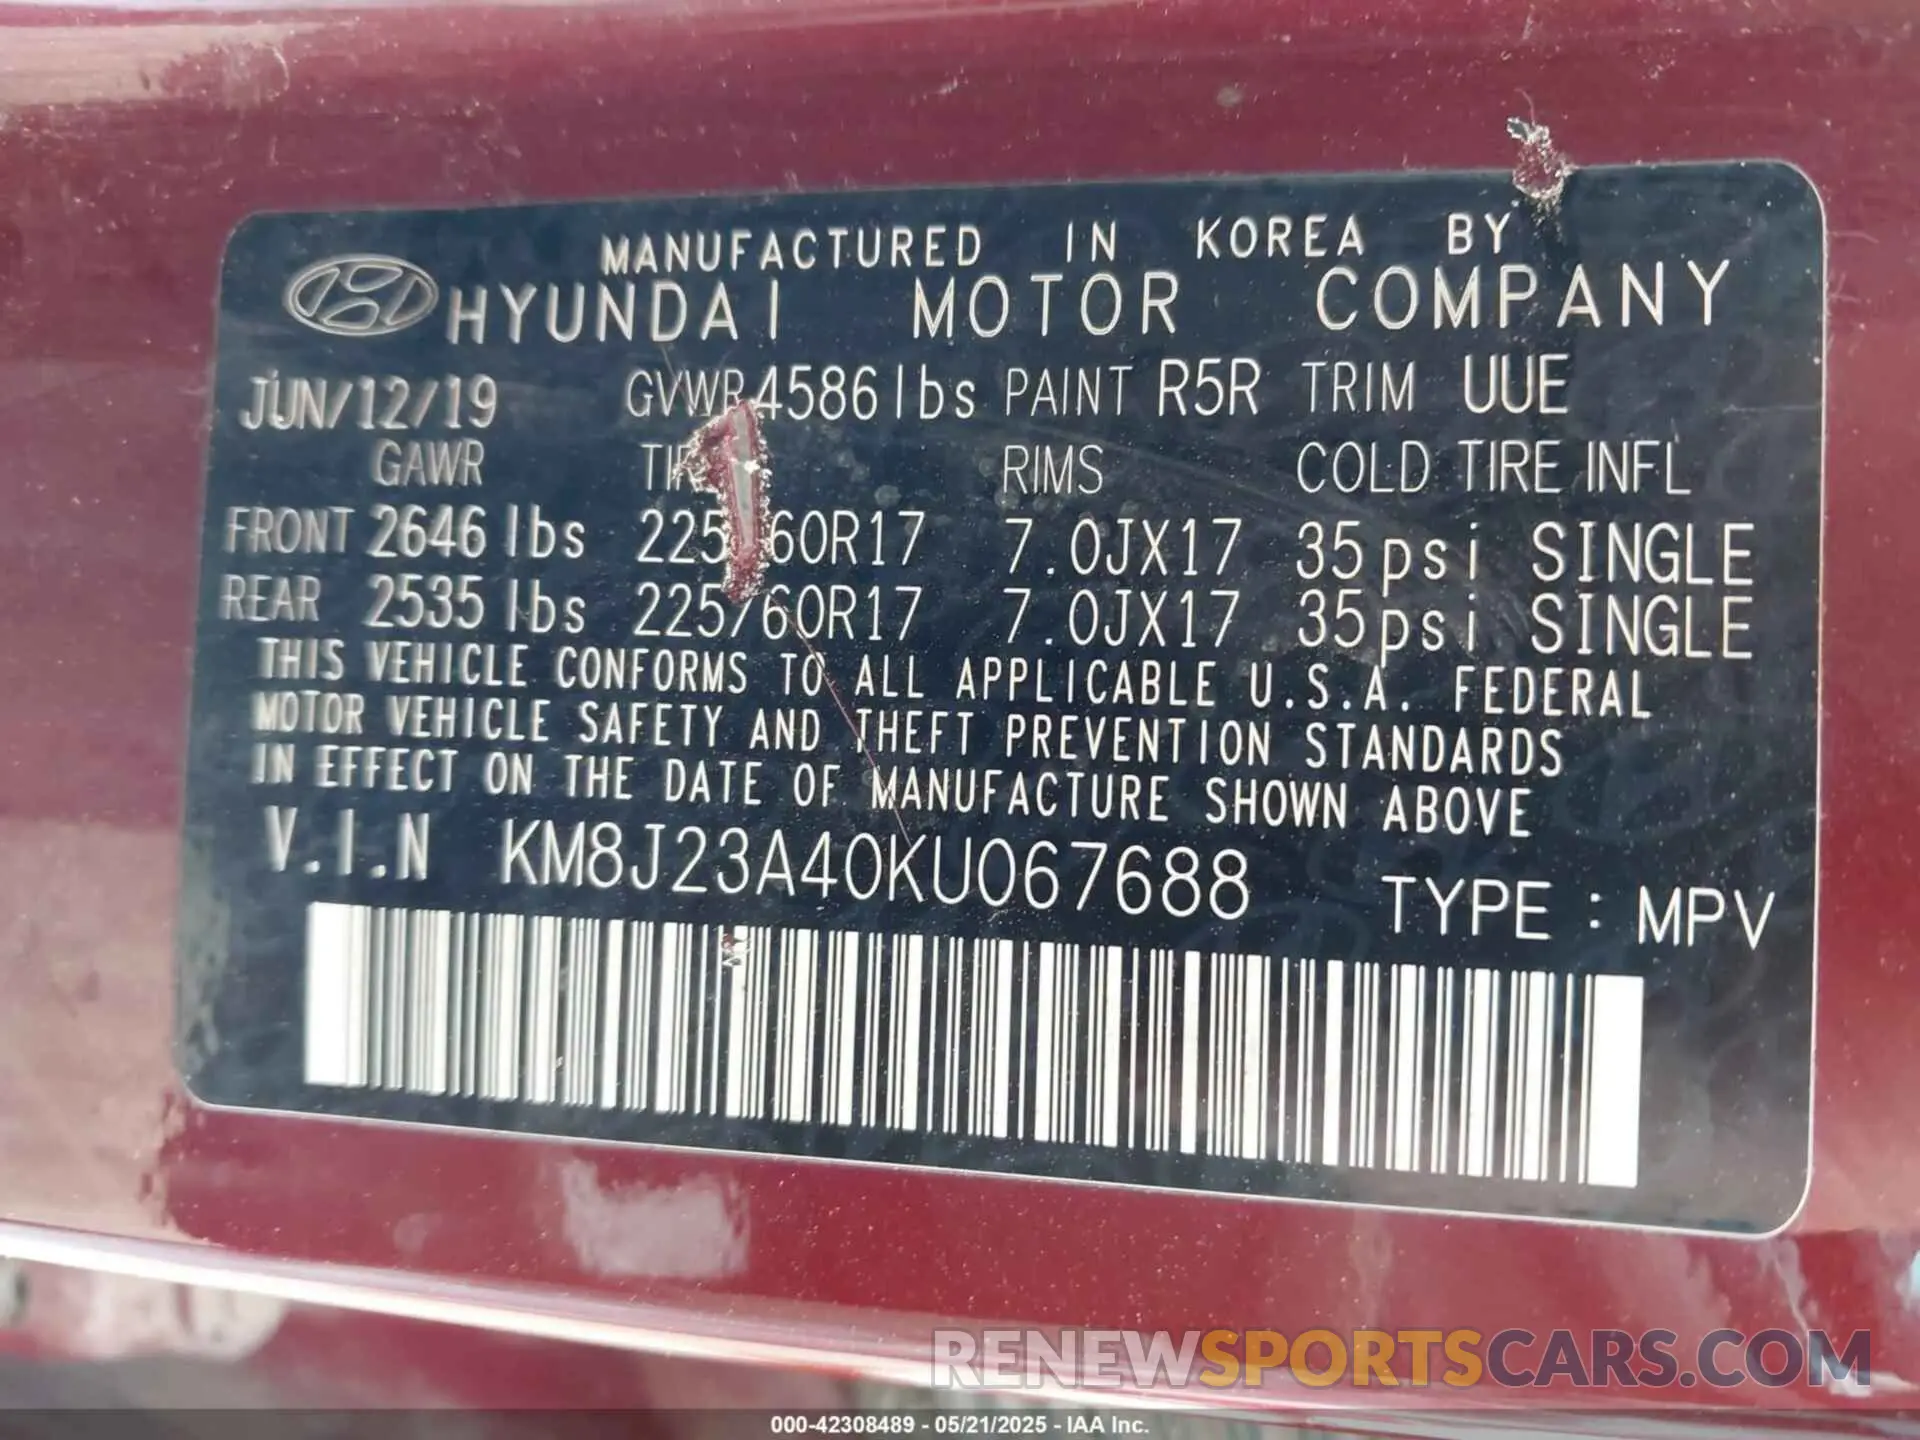 MANUFACTURED IN KOREA BY
HYUNDAI MOTOR COMPANY
JUN/12/19 GVWR 4586 lbs PAINT R5R TRIM UUE
GAWR TIRE RIMS COLD TIRE INFL
FRONT 2646 lbs 225/60R17 7.0JX17 35psi SINGLE
REAR 2535 lbs 225/60R17 7.0JX17 35psi SINGLE
THIS VEHICLE CONFORMS TO ALL APPLICABLE U.S.A. FEDERAL
MOTOR VEHICLE SAFETY AND THEFT PREVENTION STANDARDS
IN EFFECT ON THE DATE OF MANUFACTURE SHOWN ABOVE
V.I.N KM8J23A40KU067688 TYPE : MPV
RENEWSPORTSCARS.COM
000-42308489 - 05/21/2025 - IAA Inc.